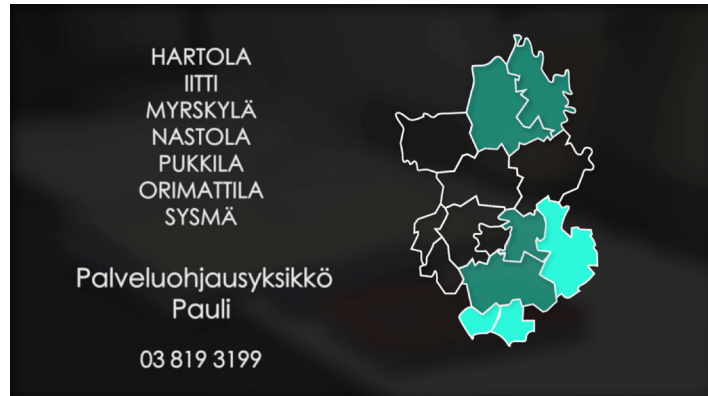 HARTOLA
IITTI
MYRSKYLÄ
NASTOLA
PUKKILA
ORIMATTILA
SYSMÄ
Palveluohjausyksikkö
Pauli
03 819 3199